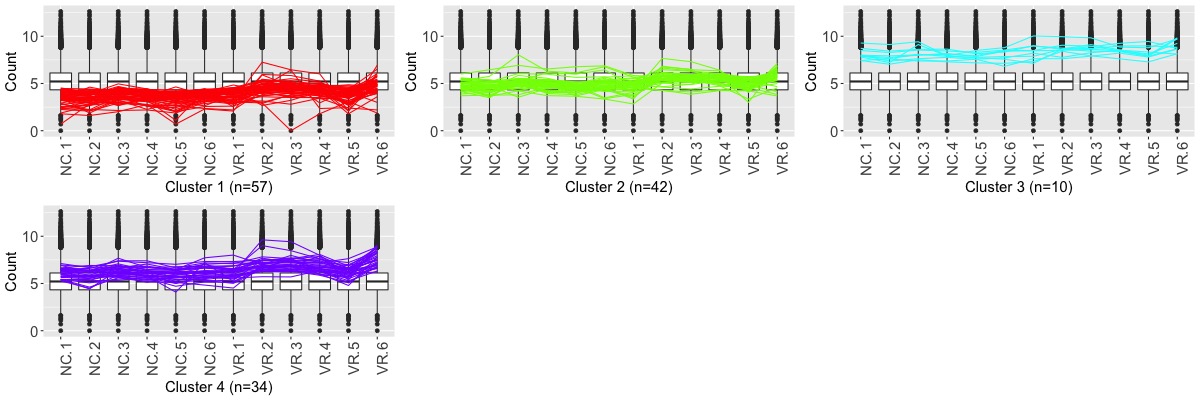 Count
10
5
0
NC.1 NC.2 NC.3 NC.4 NC.5 NC.6 VR.1 VR.2 VR.3 VR.4 VR.5 VR.6
Cluster 1 (n=57)
Count
10
5
0
NC.1 NC.2 NC.3 NC.4 NC.5 NC.6 VR.1 VR.2 VR.3 VR.4 VR.5 VR.6
Cluster 2 (n=42)
Count
10
5
0
NC.1 NC.2 NC.3 NC.4 NC.5 NC.6 VR.1 VR.2 VR.3 VR.4 VR.5 VR.6
Cluster 3 (n=10)
Count
10
5
0
NC.1 NC.2 NC.3 NC.4 NC.5 NC.6 VR.1 VR.2 VR.3 VR.4 VR.5 VR.6
Cluster 4 (n=34)